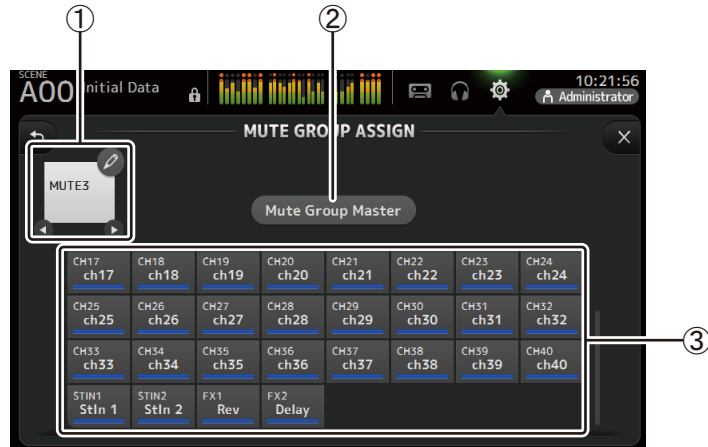 ① ②
SCENE
A00 Initial Data
10:21:56
Administrator
MUTE GROUP ASSIGN
MUTE3
Mute Group Master
CH17 CH18 CH19 CH20 CH21 CH22 CH23 CH24
ch17 ch18 ch19 ch20 ch21 ch22 ch23 ch24
CH25 CH26 CH27 CH28 CH29 CH30 CH31 CH32
ch25 ch26 ch27 ch28 ch29 ch30 ch31 ch32
③
CH33 CH34 CH35 CH36 CH37 CH38 CH39 CH40
ch33 ch34 ch35 ch36 ch37 ch38 ch39 ch40
STIN1 STIN2 FX1 FX2
StIn 1 StIn 2 Rev Delay